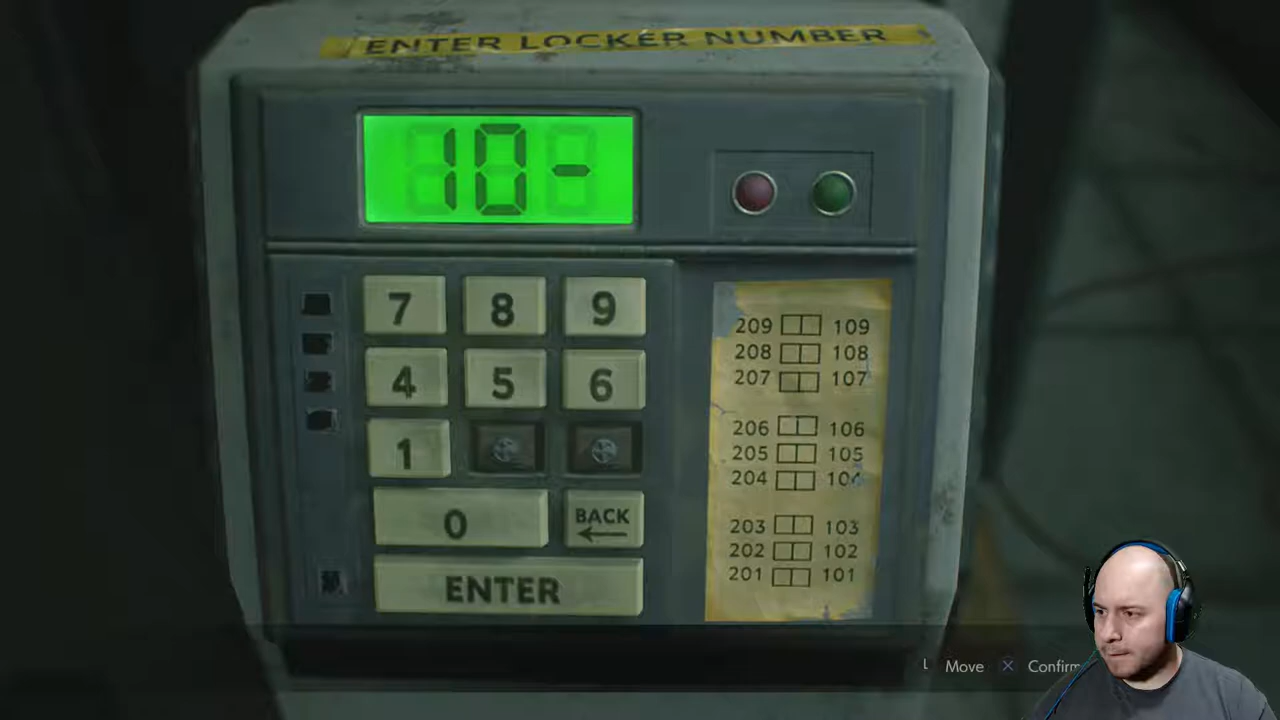 ENTER LOCKER NUMBER
10-
7 8 9
4 5 6
1
0 BACK
ENTER
209 109
208 108
207 107
206 106
205 105
204 104
203 103
202 102
201 101
L Move X Confirm